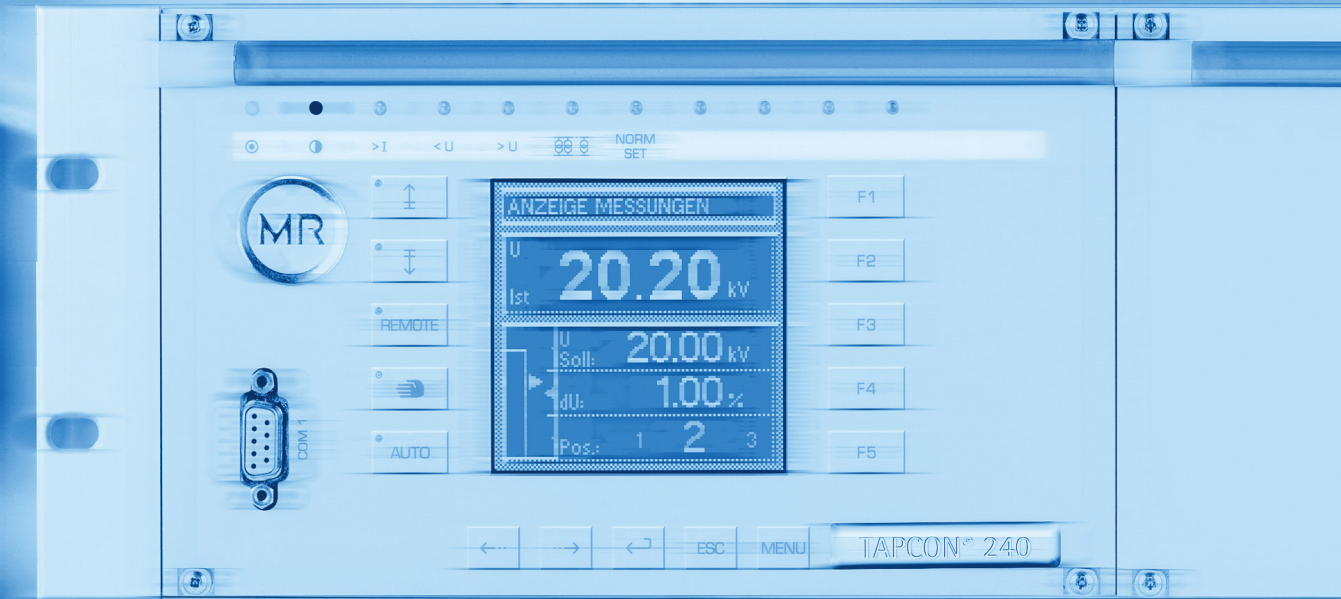 >I <U >U NORM
SET
MR
ANZEIGE MESSUNGEN
U
20.20 kV
Ist
U
Soll: 20.00 kV
dU: 1.00 %
Pos.: 1 2 3
REMOTE
AUTO
F1
F2
F3
F4
F5
COM 1
ESC
MENU
TAPCON® 240